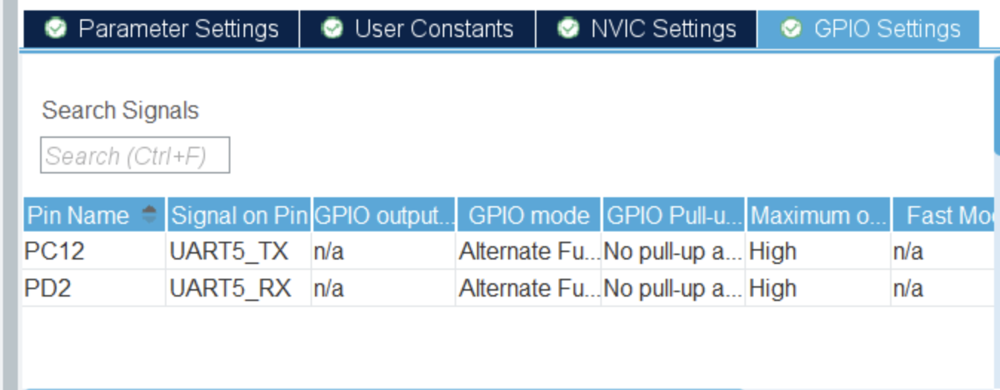 Parameter Settings User Constants NVIC Settings GPIO Settings
Search Signals
Search (Ctrl+F)
Pin Name Signal on Pin GPIO output... GPIO mode GPIO Pull-u... Maximum o... Fast Mo
PC12 UART5_TX n/a Alternate Fu... No pull-up a... High n/a
PD2 UART5_RX n/a Alternate Fu... No pull-up a... High n/a